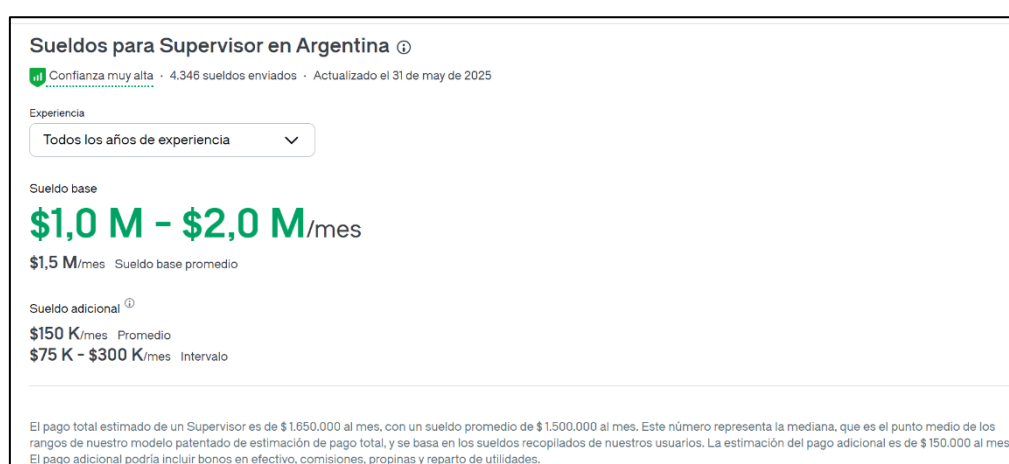 Sueldos para Supervisor en Argentina
Confianza muy alta · 4.346 sueldos enviados · Actualizado el 31 de may de 2025
Experiencia
Todos los años de experiencia
Sueldo base
$1,0 M – $2,0 M/mes
$1,5 M/mes Sueldo base promedio
Sueldo adicional
$150 K/mes Promedio
$75 K – $300 K/mes Intervalo
El pago total estimado de un Supervisor es de $ 1.650.000 al mes, con un sueldo promedio de $ 1.500.000 al mes. Este número representa la mediana, que es el punto medio de los
rangos de nuestro modelo patentado de estimación de pago total, y se basa en los sueldos recopilados de nuestros usuarios. La estimación del pago adicional es de $ 150.000 al mes
El pago adicional podría incluir bonos en efectivo, comisiones, propinas y reparto de utilidades.